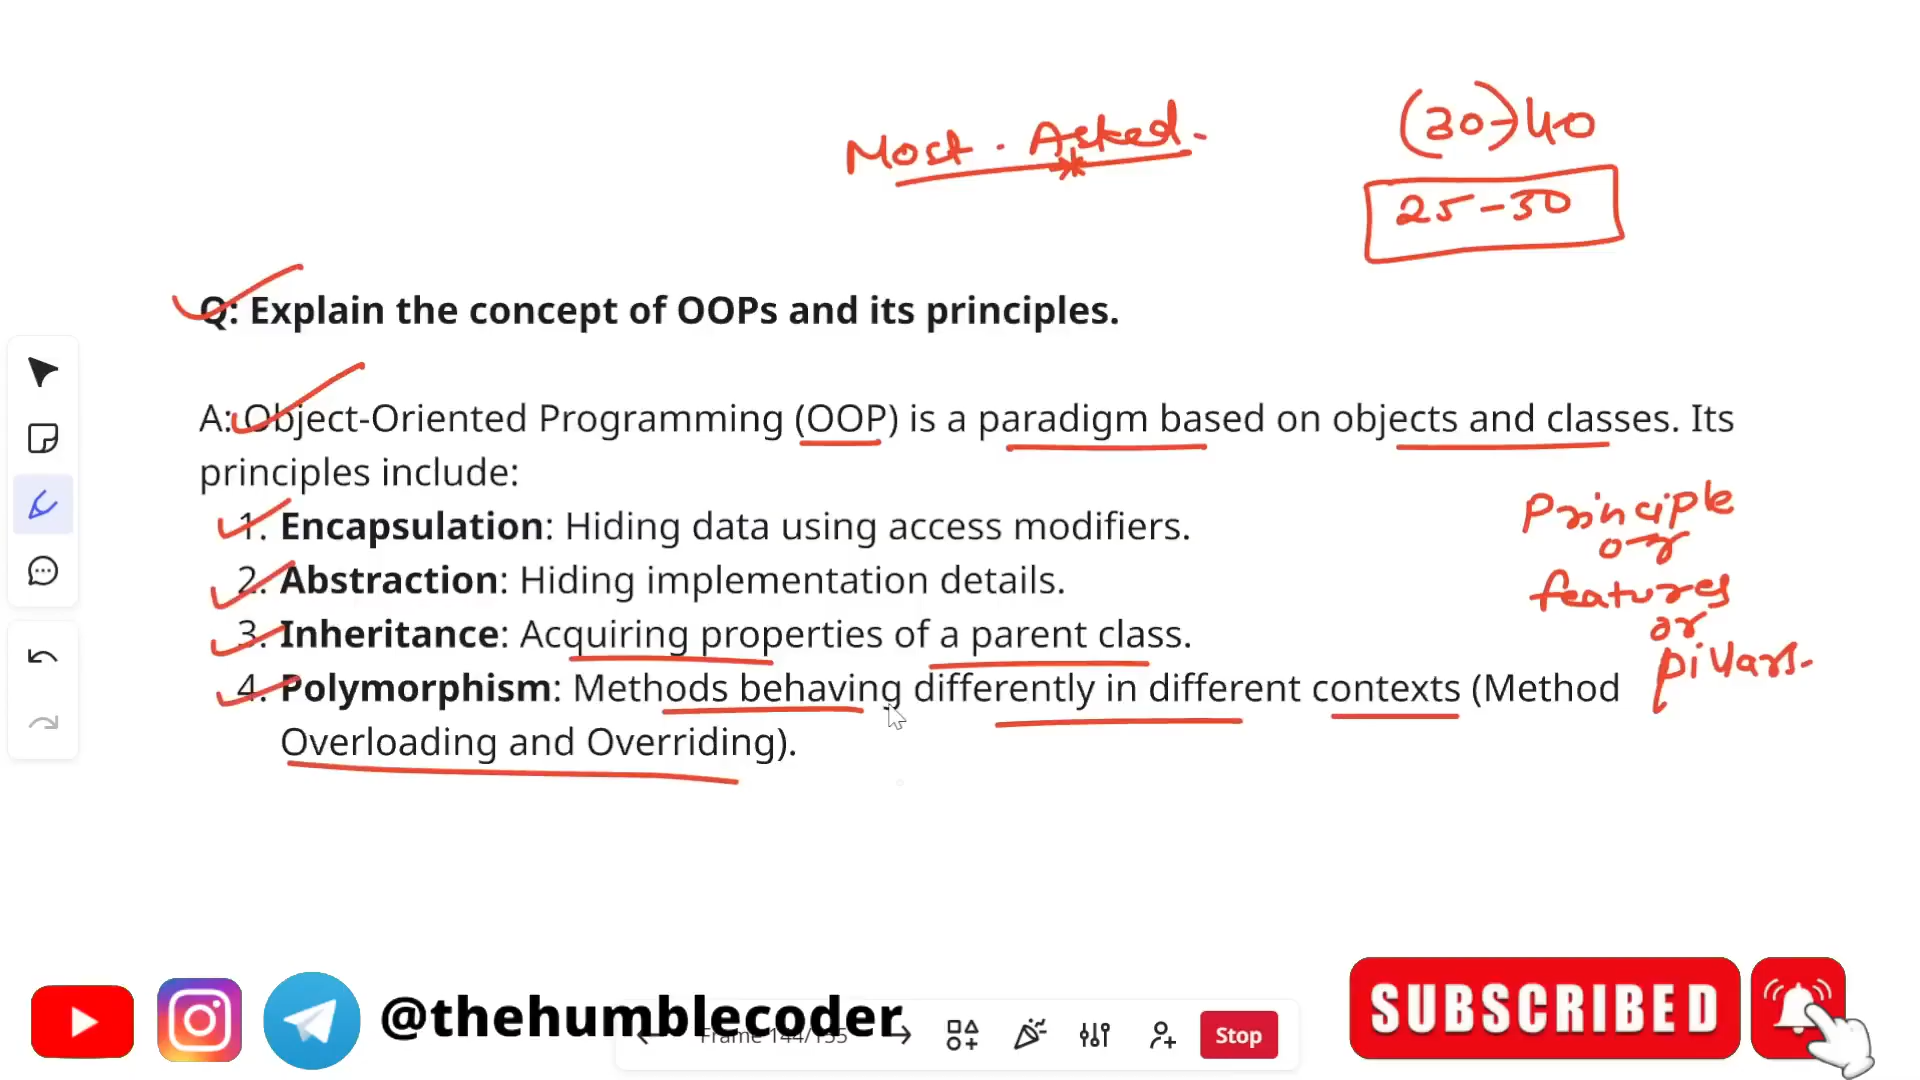 Most. Asked.
(30-)40
25-30
Q: Explain the concept of OOPs and its principles.
A: Object-Oriented Programming (OOP) is a paradigm based on objects and classes. Its
principles include:
1. Encapsulation: Hiding data using access modifiers.
2. Abstraction: Hiding implementation details.
3. Inheritance: Acquiring properties of a parent class.
4. Polymorphism: Methods behaving differently in different contexts (Method
Overloading and Overriding).
Principle
or
features
or
pillars.
@thehumblecoder
Frame 144/155
Stop
SUBSCRIBED